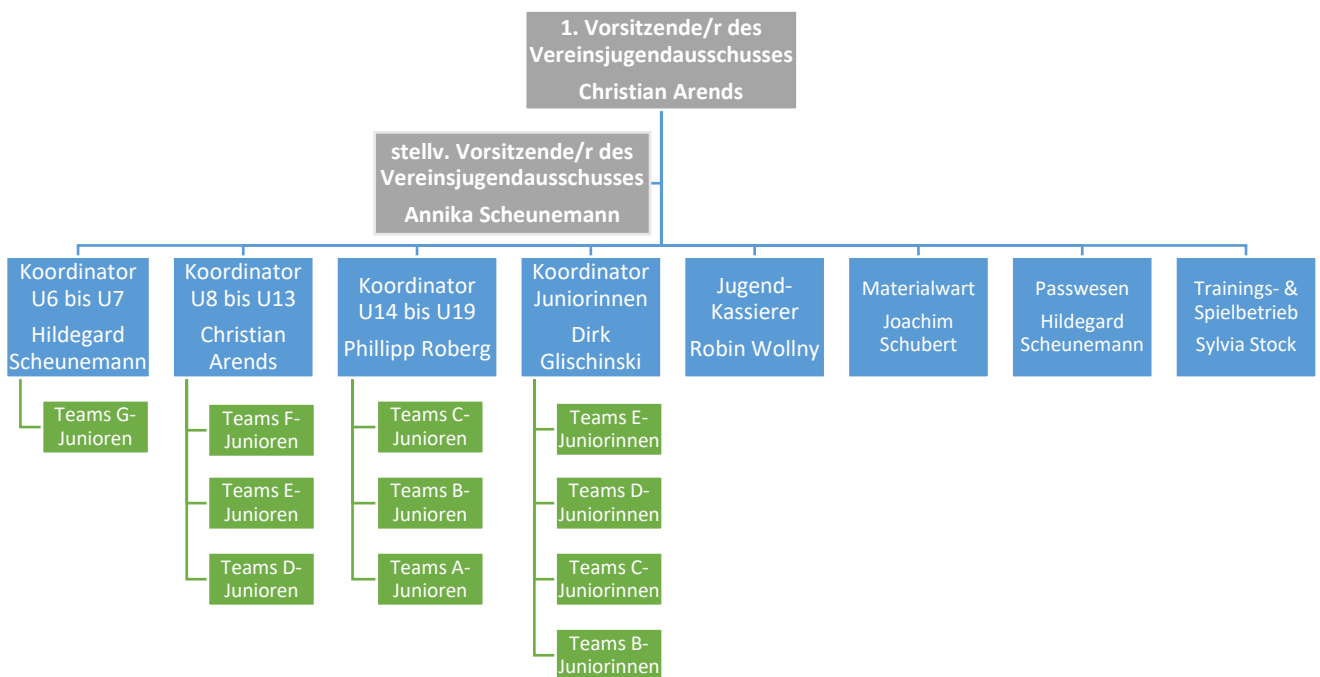 1. Vorsitzende/r des
Vereinsjugendausschusses
Christian Arends
stellv. Vorsitzende/r des
Vereinsjugendausschusses
Annika Scheunemann
Koordinator
U6 bis U7
Hildegard
Scheunemann
Teams G-
Junioren
Koordinator
U8 bis U13
Christian
Arends
Teams F-
Junioren
Teams E-
Junioren
Teams D-
Junioren
Koordinator
U14 bis U19
Phillipp Roberg
Teams C-
Junioren
Teams B-
Junioren
Teams A-
Junioren
Koordinator
Juniorinnen
Dirk
Glischinski
Teams E-
Juniorinnen
Teams D-
Juniorinnen
Teams C-
Juniorinnen
Teams B-
Juniorinnen
Jugend-
Kassierer
Robin Wollny
Materialwart
Joachim
Schubert
Passwesen
Hildegard
Scheunemann
Trainings- &
Spielbetrieb
Sylvia Stock